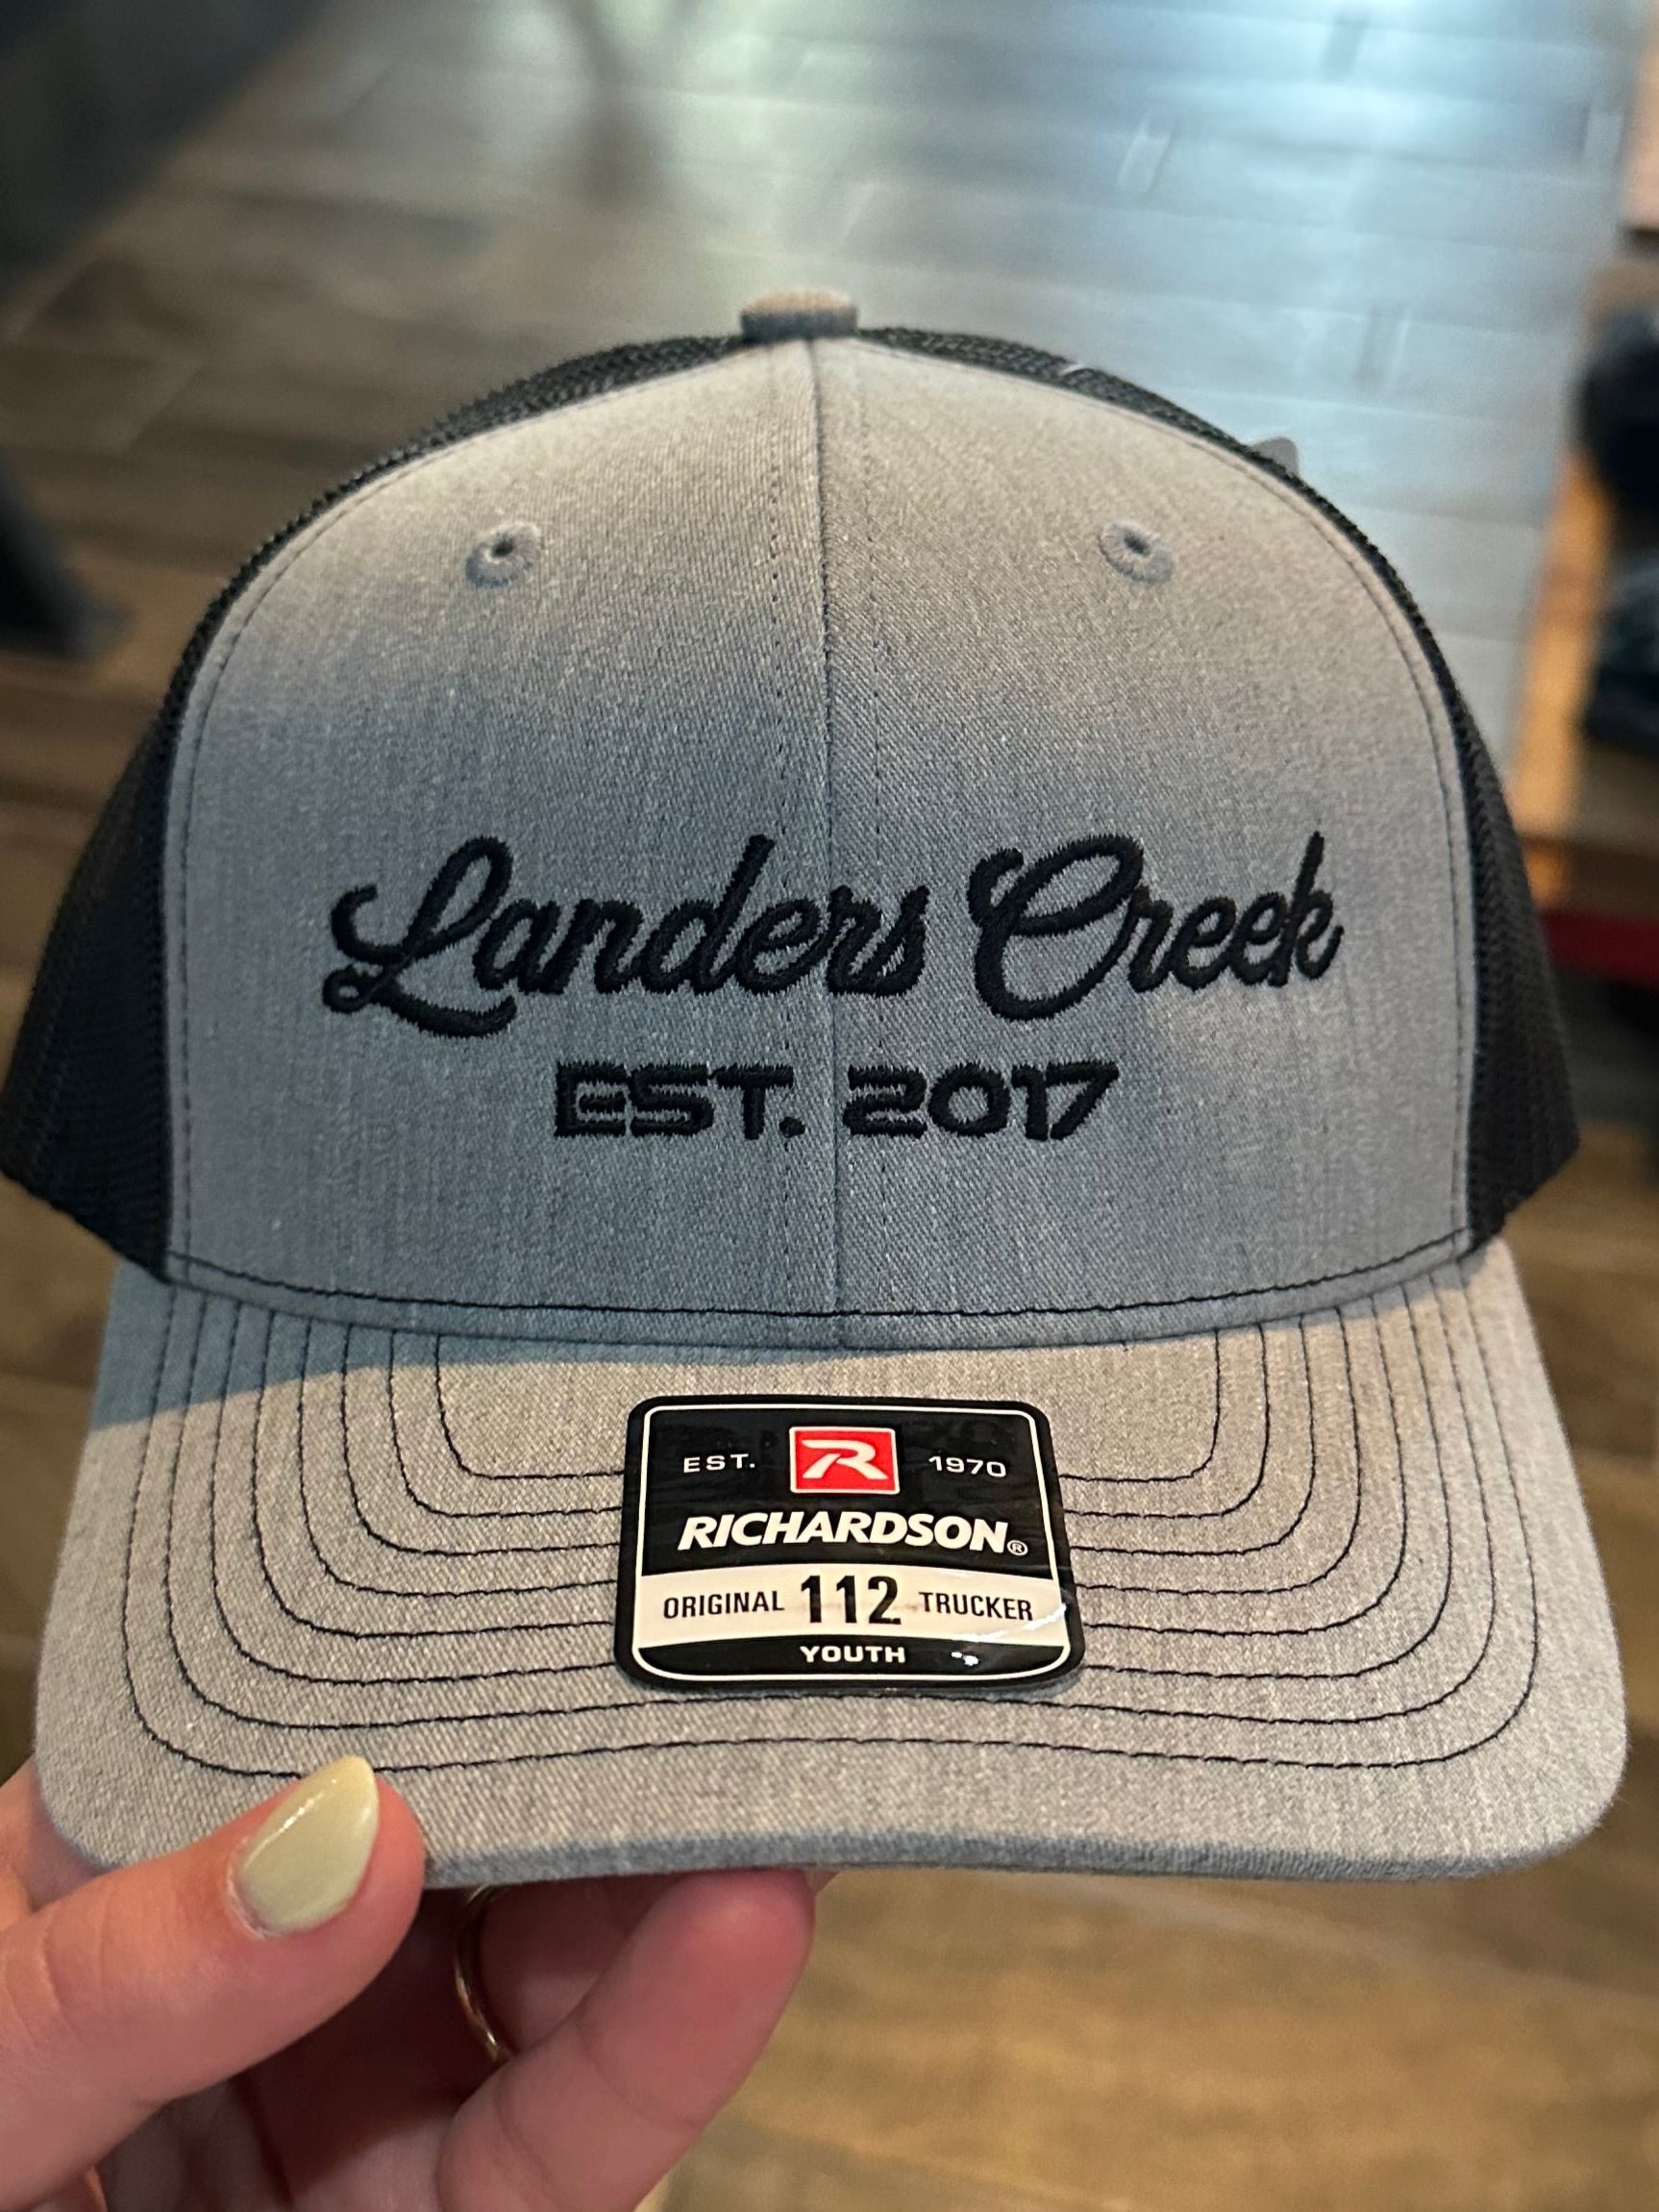 Landers Creek
EST. 2017
EST. R 1970
RICHARDSON®
ORIGINAL 112 TRUCKER
YOUTH